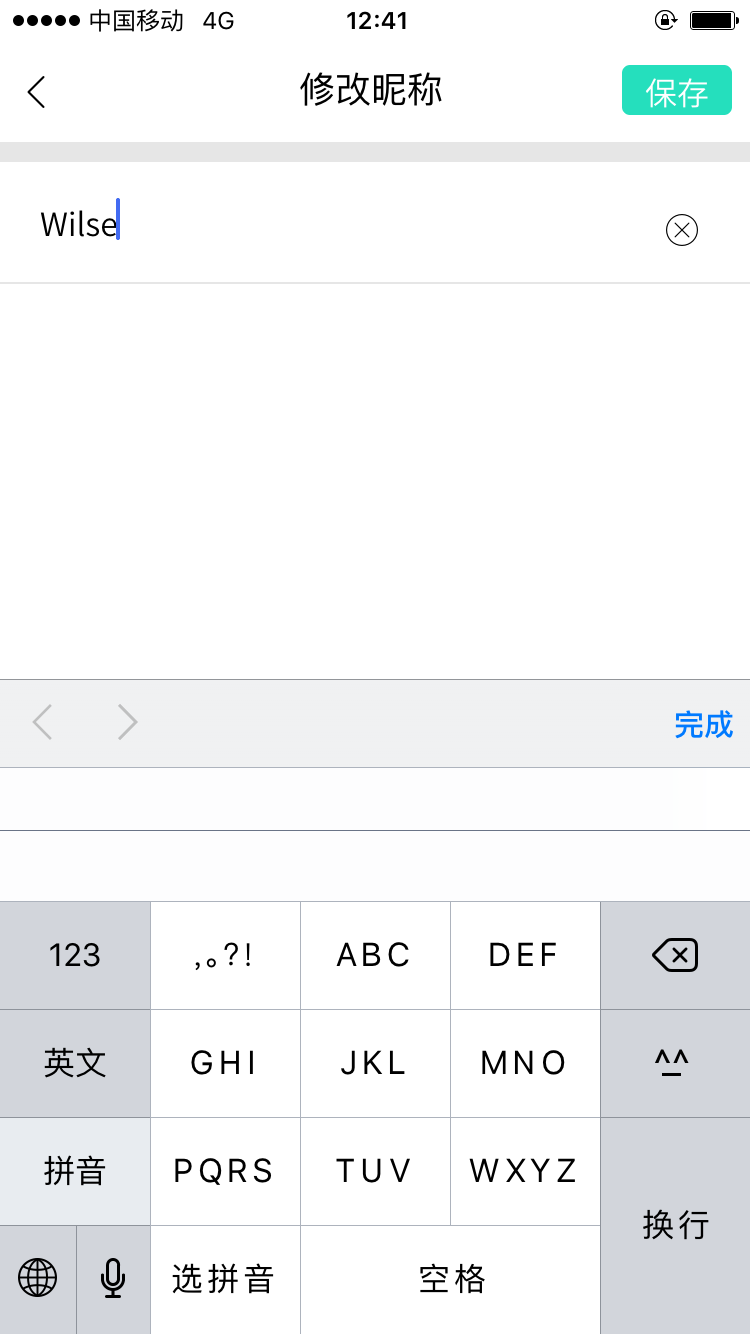 中国移动 4G 12:41
修改昵称 保存
Wilse
完成
123 ,。?! ABC DEF
英文 GHI JKL MNO ^^
拼音 PQRS TUV WXYZ
换行
选拼音 空格